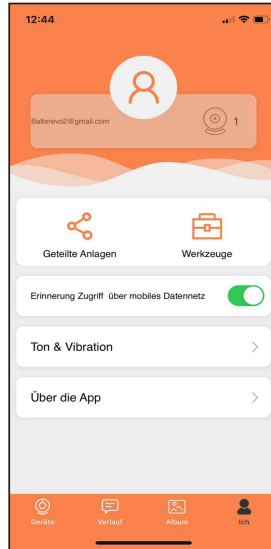 12:44
Batterevo2@gmail.com
1
Geteilte Anlagen
Werkzeuge
Erinnerung Zugriff über mobiles Datennetz
Ton & Vibration
Über die App
Geräte
Verlauf
Album
Ich